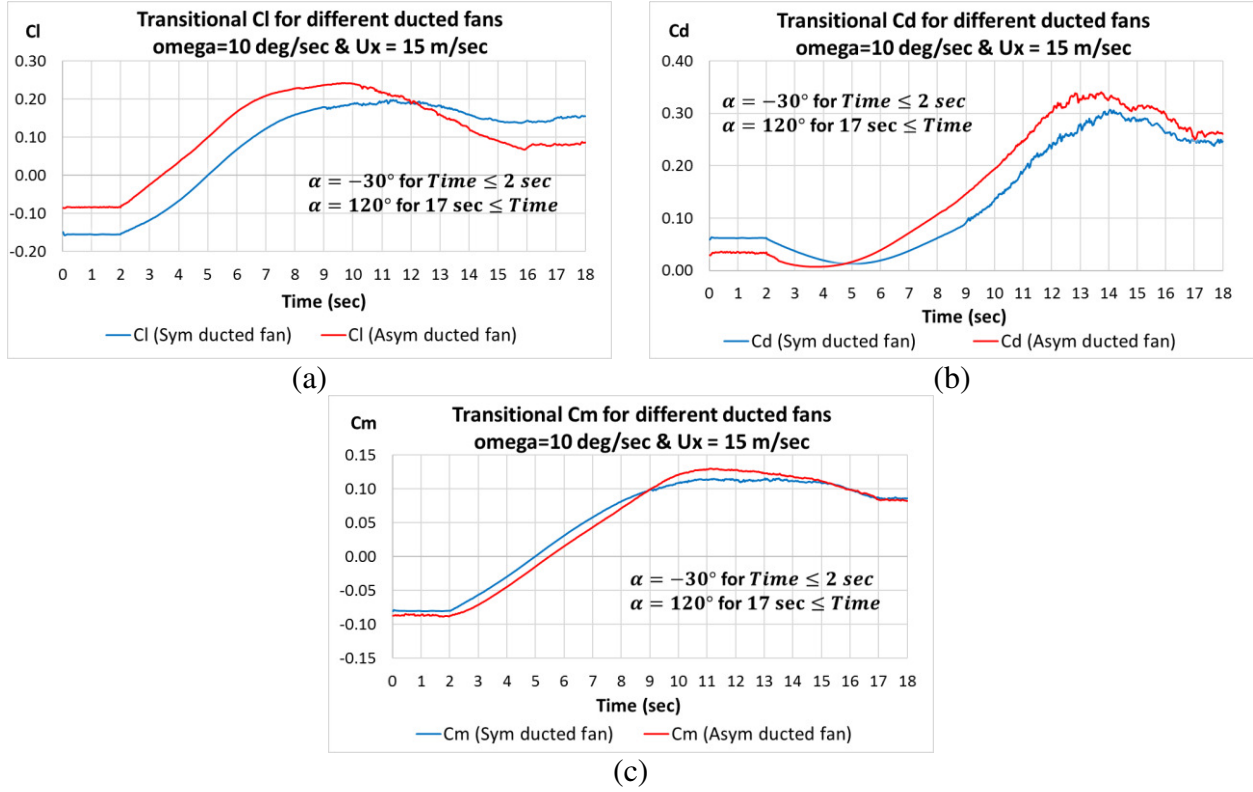 Transitional Cl for different ducted fans
omega=10 deg/sec & Ux = 15 m/sec
Cl
0.30
0.20
0.10
0.00
-0.10
-0.20
α = −30° for Time ≤ 2 sec
α = 120° for 17 sec ≤ Time
0 1 2 3 4 5 6 7 8 9 10 11 12 13 14 15 16 17 18
Time (sec)
Cl (Sym ducted fan) Cl (Asym ducted fan)
(a)
Transitional Cd for different ducted fans
omega=10 deg/sec & Ux = 15 m/sec
Cd
0.40
0.30
0.20
0.10
0.00
α = −30° for Time ≤ 2 sec
α = 120° for 17 sec ≤ Time
0 1 2 3 4 5 6 7 8 9 10 11 12 13 14 15 16 17 18
Time (sec)
Cd (Sym ducted fan) Cd (Asym ducted fan)
(b)
Transitional Cm for different ducted fans
omega=10 deg/sec & Ux = 15 m/sec
Cm
0.15
0.10
0.05
0.00
-0.05
-0.10
-0.15
α = −30° for Time ≤ 2 sec
α = 120° for 17 sec ≤ Time
0 1 2 3 4 5 6 7 8 9 10 11 12 13 14 15 16 17 18
Time (sec)
Cm (Sym ducted fan) Cm (Asym ducted fan)
(c)